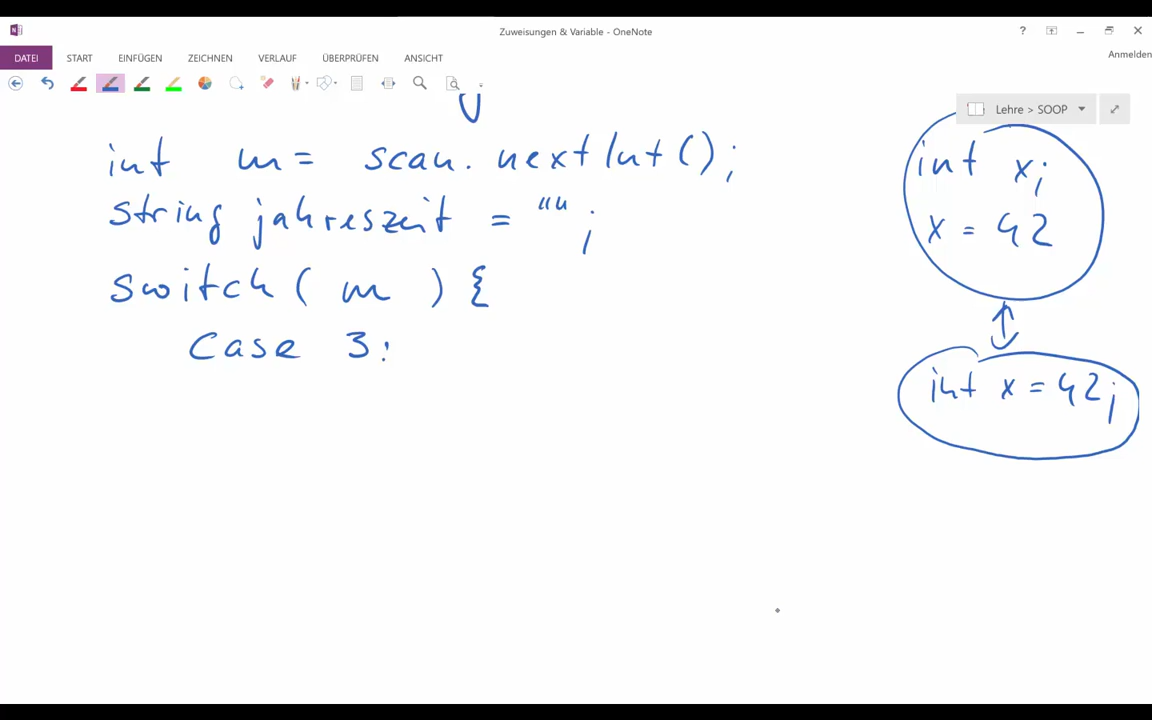 Zuweisungen & Variable - OneNote
?
Anmelden
DATEI START EINFÜGEN ZEICHNEN VERLAUF ÜBERPRÜFEN ANSICHT
Lehre > SOOP
int m = scan.nextInt();
string jahreszeit = "";
switch ( m ) {
Case 3:
int x;
x = 42
int x = 42;